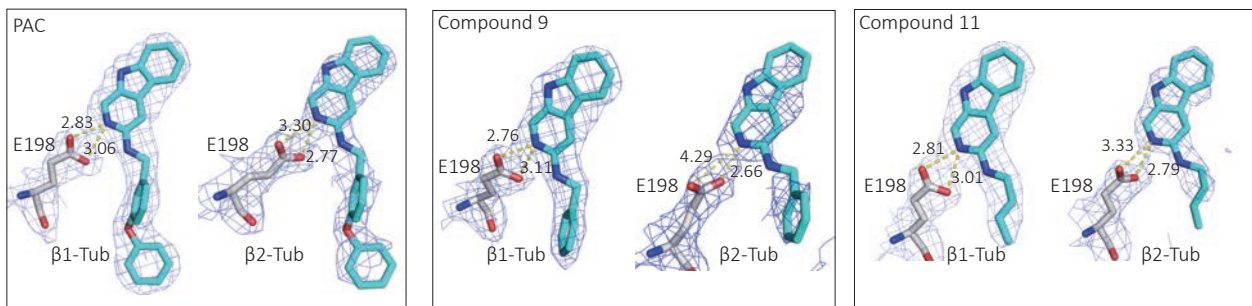 PAC
2.83
E198
3.06
β1-Tub
3.30
E198
2.77
β2-Tub
Compound 9
2.76
E198
3.11
β1-Tub
4.29
E198
2.66
β2-Tub
Compound 11
2.81
E198
3.01
β1-Tub
3.33
E198
2.79
β2-Tub